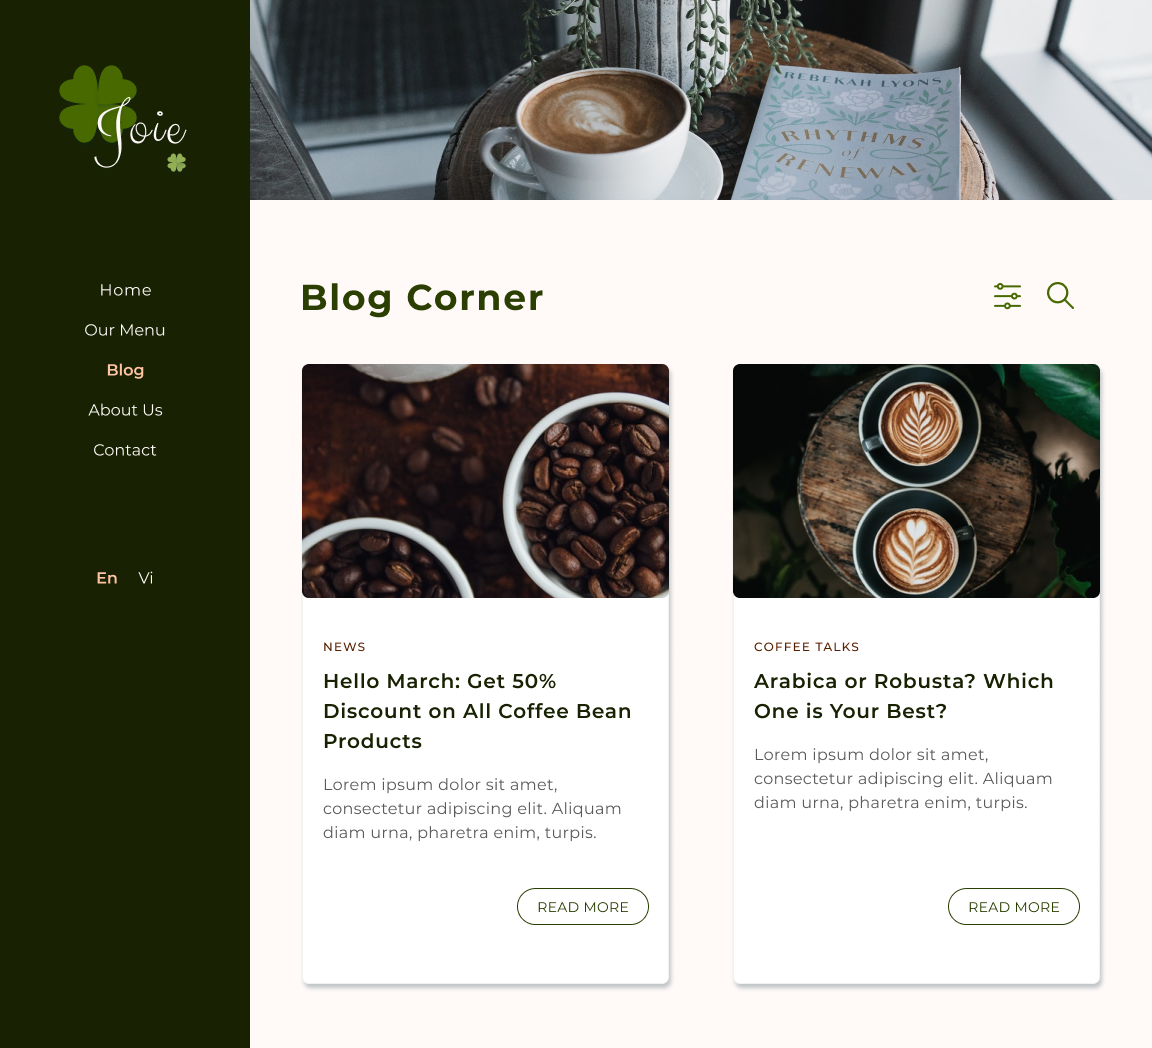 Joie
Home
Our Menu
Blog
About Us
Contact
En Vi
REBEKAH LYONS
RHYTHMS
of
RENEWAL
Blog Corner
NEWS
Hello March: Get 50%
Discount on All Coffee Bean
Products
Lorem ipsum dolor sit amet,
consectetur adipiscing elit. Aliquam
diam urna, pharetra enim, turpis.
READ MORE
COFFEE TALKS
Arabica or Robusta? Which
One is Your Best?
Lorem ipsum dolor sit amet,
consectetur adipiscing elit. Aliquam
diam urna, pharetra enim, turpis.
READ MORE